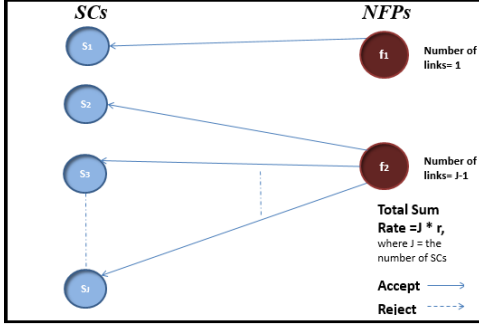 SCs
NFPs
S1
f1
Number of
links= 1
S2
S3
f2
Number of
links= J-1
Total Sum
Rate =J * r,
where J = the
number of SCs
SJ
Accept
Reject